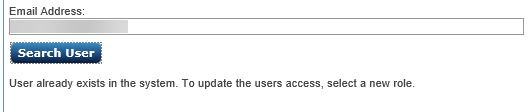 Email Address:
Search User
User already exists in the system. To update the users access, select a new role.